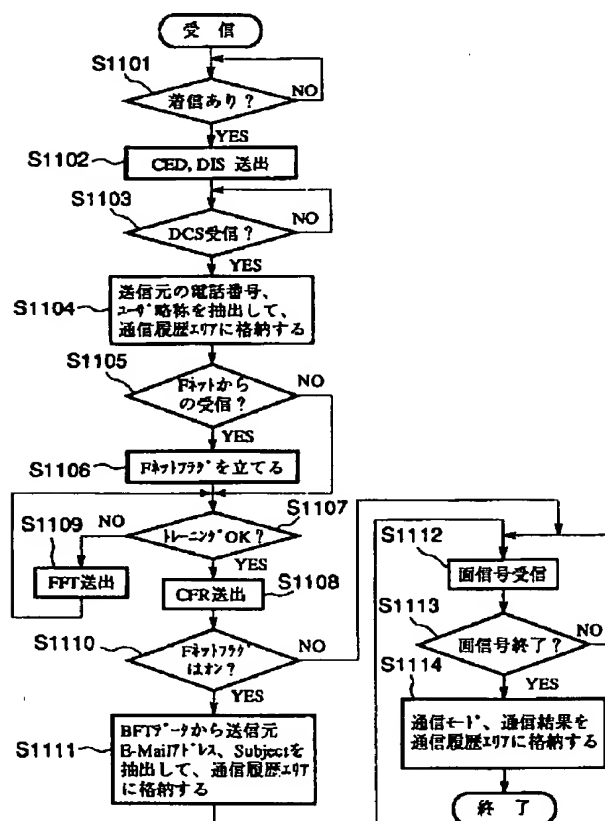 受 信
S1101
着信あり？
NO
YES
S1102
CED, DIS 送出
S1103
NO
DCS受信？
YES
S1104
送信元の電話番号、
ﾕｰｻﾞ略称を抽出して、
通信履歴ｴﾘｱに格納する
S1105
NO
Fﾈｯﾄから
の受信？
YES
S1106
Fﾈｯﾄﾌﾗｸﾞを立てる
S1107
S1109
NO
ﾄﾚｰﾆﾝｸﾞOK？
YES
FFT送出
S1108
CFR送出
S1110
NO
Fﾈｯﾄﾌﾗｸﾞ
はｵﾝ？
YES
S1111
BFTﾃﾞｰﾀから送信元
E-Mailｱﾄﾞﾚｽ、Subjectを
抽出して、通信履歴ｴﾘｱ
に格納する
S1112
画信号受信
S1113
画信号終了？
NO
S1114
YES
通信ﾓｰﾄﾞ、通信結果を
通信履歴ｴﾘｱに格納する
終 了